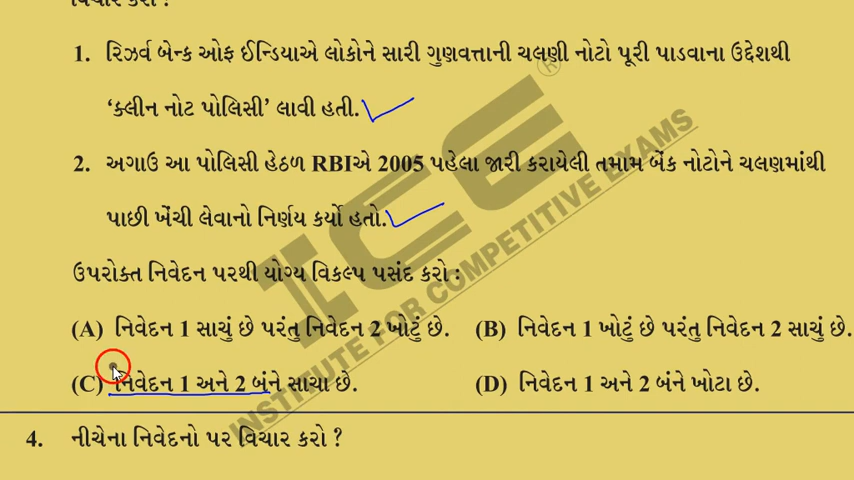 વિચાર કરો ?
1. રિઝર્વ બેન્ક ઓફ ઈન્ડિયાએ લોકોને સારી ગુણવત્તાની ચલણી નોટો પૂરી પાડવાના ઉદ્દેશથી
‘ક્લીન નોટ પોલિસી’ લાવી હતી.
2. અગાઉ આ પોલિસી હેઠળ RBIએ 2005 પહેલા જારી કરાયેલી તમામ બેંક નોટોને ચલણમાંથી
પાછી ખેંચી લેવાનો નિર્ણય કર્યો હતો.
ઉપરોક્ત નિવેદન પરથી યોગ્ય વિકલ્પ પસંદ કરો :
(A) નિવેદન 1 સાચું છે પરંતુ નિવેદન 2 ખોટું છે. (B) નિવેદન 1 ખોટું છે પરંતુ નિવેદન 2 સાચું છે.
(C) નિવેદન 1 અને 2 બંને સાચા છે. (D) નિવેદન 1 અને 2 બંને ખોટા છે.
4. નીચેના નિવેદનો પર વિચાર કરો ?
ICE ®
INSTITUTE FOR COMPETITIVE EXAMS